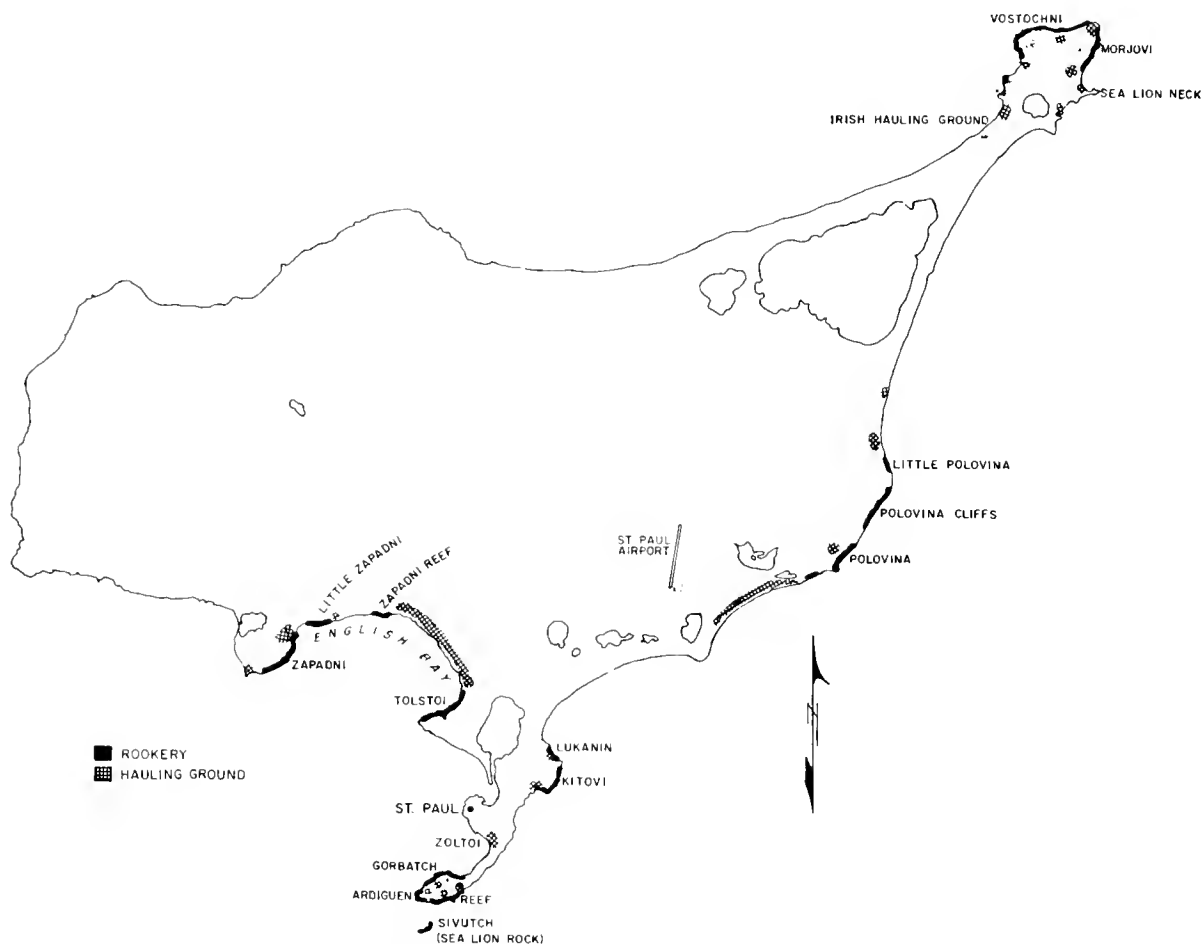 VOSTOCHNI
MORJOVI
SEA LION NECK
IRISH HAULING GROUND
LITTLE POLOVINA
POLOVINA CLIFFS
ST PAUL
AIRPORT
POLOVINA
LITTLE ZAPADNI
ZAPADNI REEF
ENGLISH BAY
ZAPADNI
TOLSTOI
N
LUKANIN
ROOKERY
HAULING GROUND
KITOVI
ST. PAUL
ZOLTOI
GORBATCH
ARDIGUEN
REEF
SIVUTCH
(SEA LION ROCK)